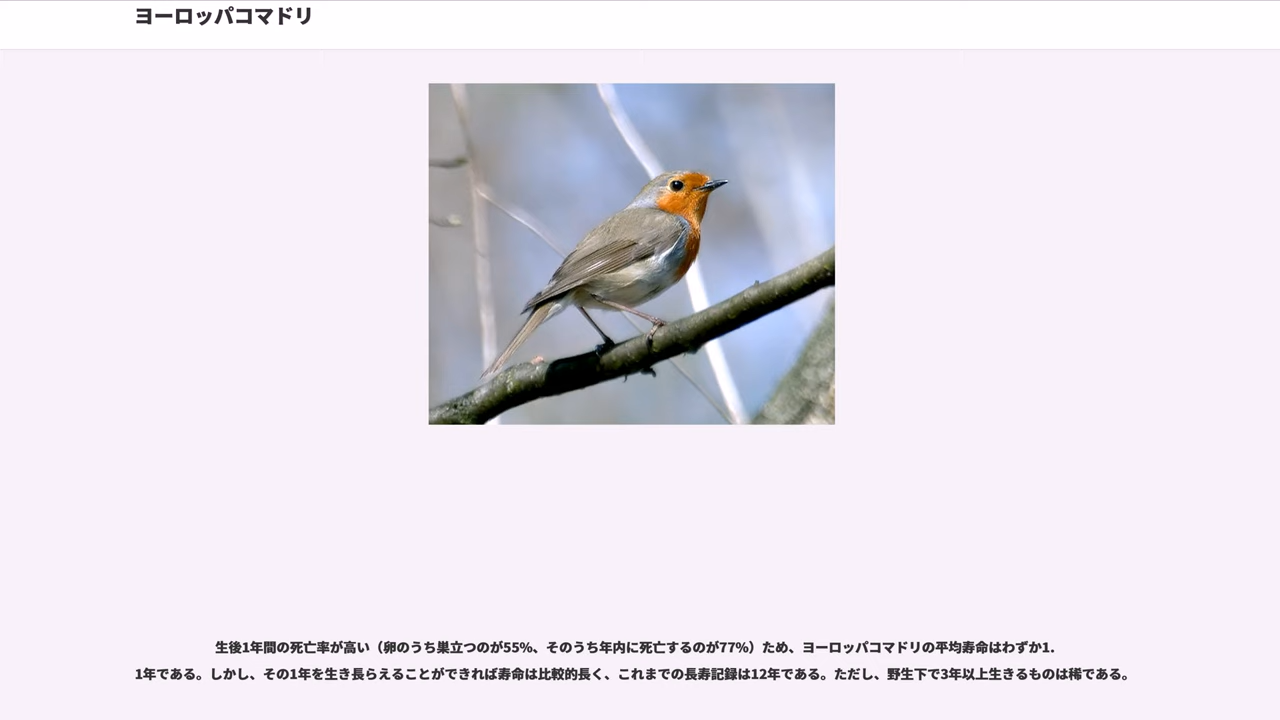 ヨーロッパコマドリ
生後1年間の死亡率が高い（卵のうち巣立つのが55%、そのうち年内に死亡するのが77%）ため、ヨーロッパコマドリの平均寿命はわずか1.
1年である。しかし、その1年を生き長らえることができれば寿命は比較的長く、これまでの長寿記録は12年である。ただし、野生下で3年以上生きるものは稀である。